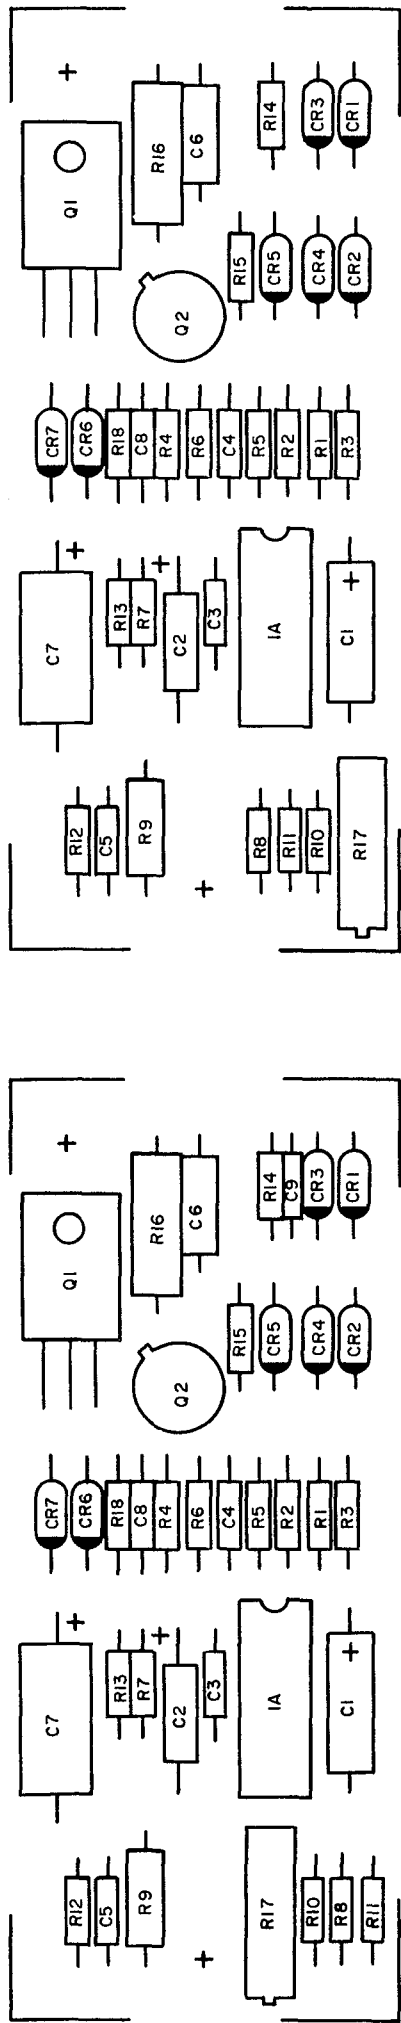 +
Q1
R16
C6
R14
CR3
CR1
Q2
R15
CR5
CR4
CR2
CR7
CR6
R18
C8
R4
R6
C4
R5
R2
R1
R3
C7
+
R13
R7
+
C2
C3
IA
+
C1
R12
C5
R9
+
R8
R11
R10
R17
+
Q1
R16
C6
R14
C9
CR3
CR1
Q2
R15
CR5
CR4
CR2
CR7
CR6
R18
C8
R4
R6
C4
R5
R2
R1
R3
C7
+
R13
R7
+
C2
C3
IA
+
C1
R12
C5
R9
+
R17
R10
R8
R11